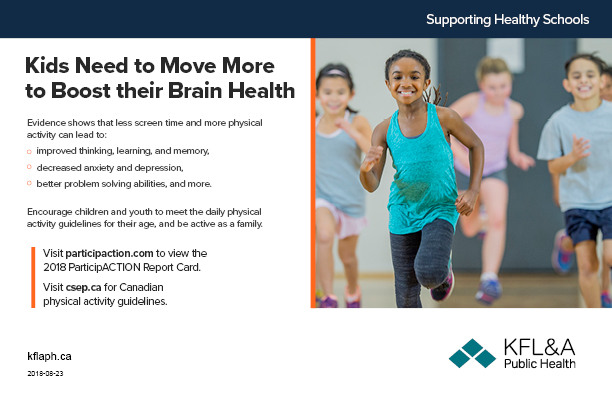 Supporting Healthy Schools
Kids Need to Move More
to Boost their Brain Health
Evidence shows that less screen time and more physical
activity can lead to:
improved thinking, learning, and memory,
decreased anxiety and depression,
better problem solving abilities, and more.
Encourage children and youth to meet the daily physical
activity guidelines for their age, and be active as a family.
Visit participaction.com to view the
2018 ParticipACTION Report Card.
Visit csep.ca for Canadian
physical activity guidelines.
kflaph.ca
2018-08-23
KFL&A
Public Health